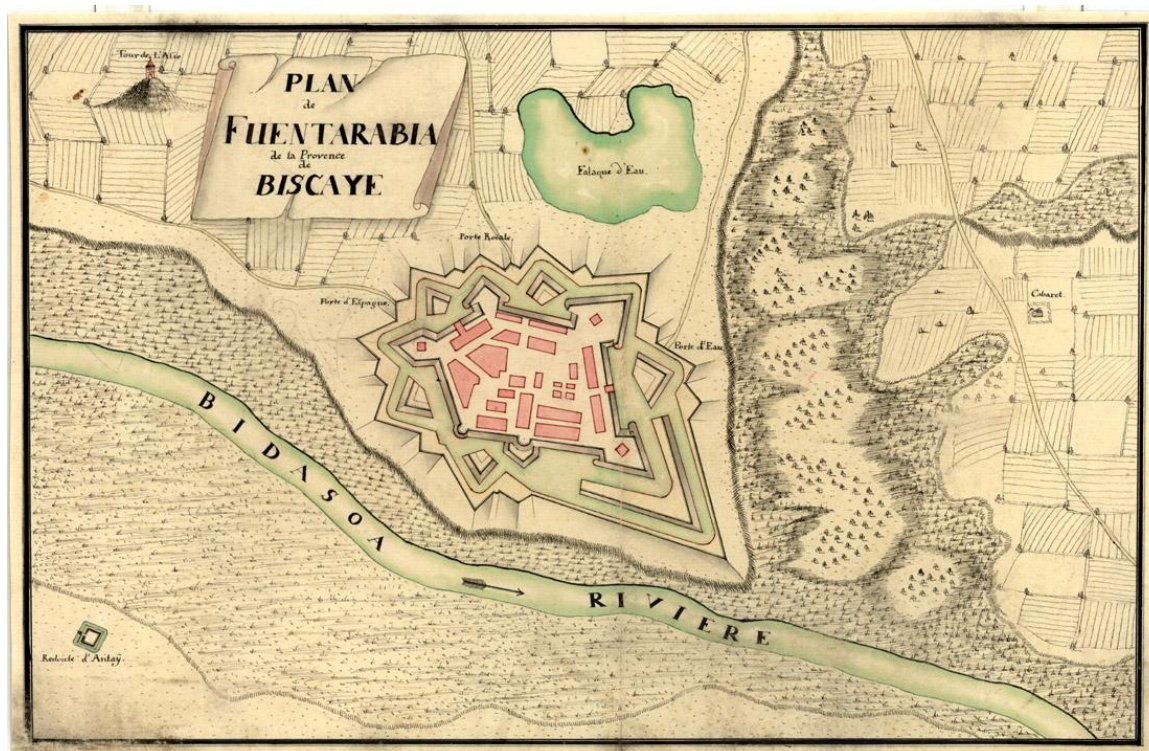 Tour de L'Asie
PLAN
de
FUENTARABIA
de la Provence
de
BISCAYE
Falaque d'Eau.
Porte Royale.
Porte d'Espagne.
Porte d'Eau
Cabaret
BIDASOA
RIVIERE
Redoute d'Anday.